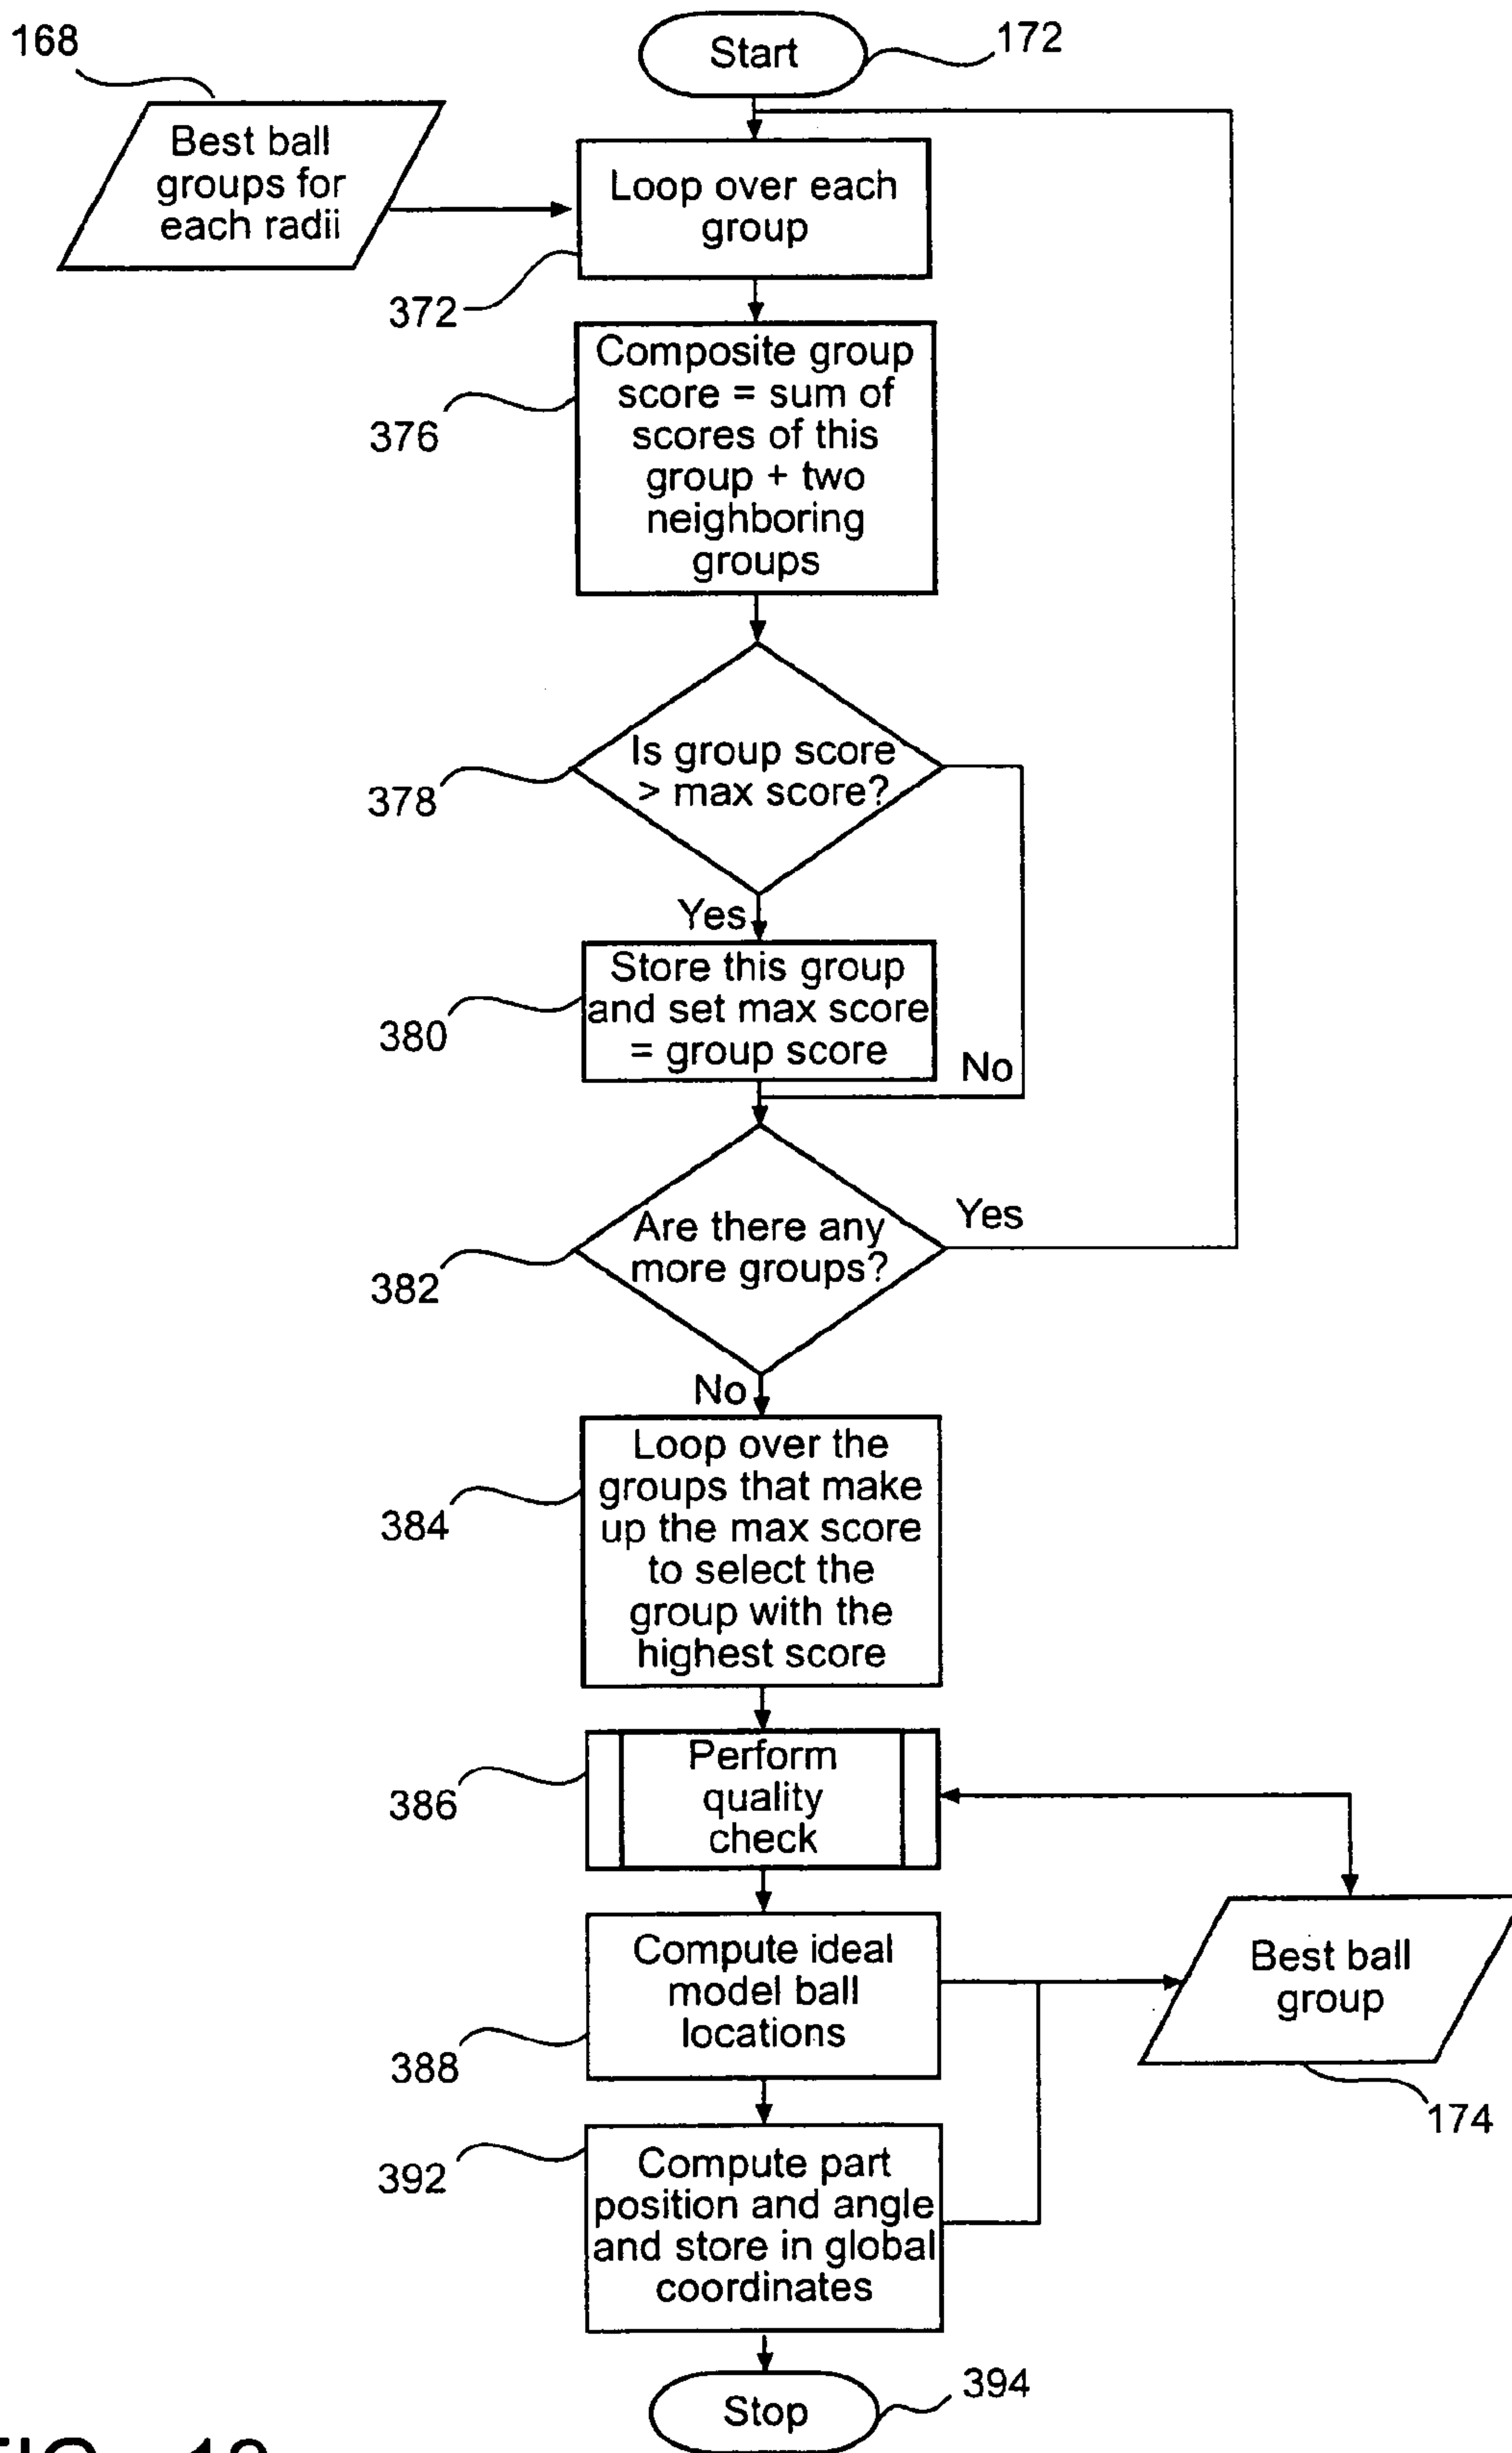 168
Start
172
Best ball
groups for
each radii
Loop over each
group
372
Composite group
score = sum of
scores of this
group + two
neighboring
groups
376
Is group score
> max score?
378
Yes
Store this group
and set max score
= group score
380
No
Are there any
more groups?
Yes
382
No
Loop over the
groups that make
up the max score
to select the
group with the
highest score
384
Perform
quality
check
386
Compute ideal
model ball
locations
388
Best ball
group
174
Compute part
position and angle
and store in global
coordinates
392
Stop
394